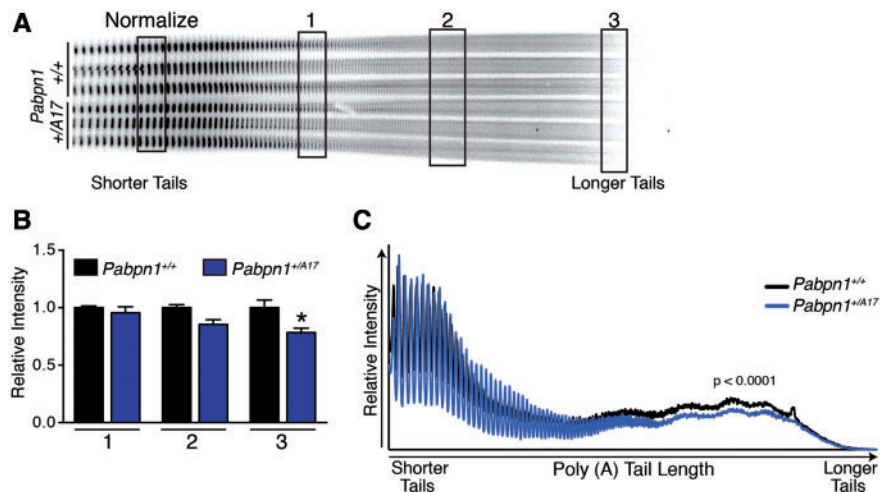 A
Normalize
1
2
3
Pabpn1
+/+
+/A17
Shorter Tails
Longer Tails
B
Relative Intensity
1.5
1.0
0.5
0.0
Pabpn1+/+
Pabpn1+/A17
*
1
2
3
C
Relative Intensity
Pabpn1+/+
Pabpn1+/A17
p < 0.0001
Shorter
Tails
Poly (A) Tail Length
Longer
Tails